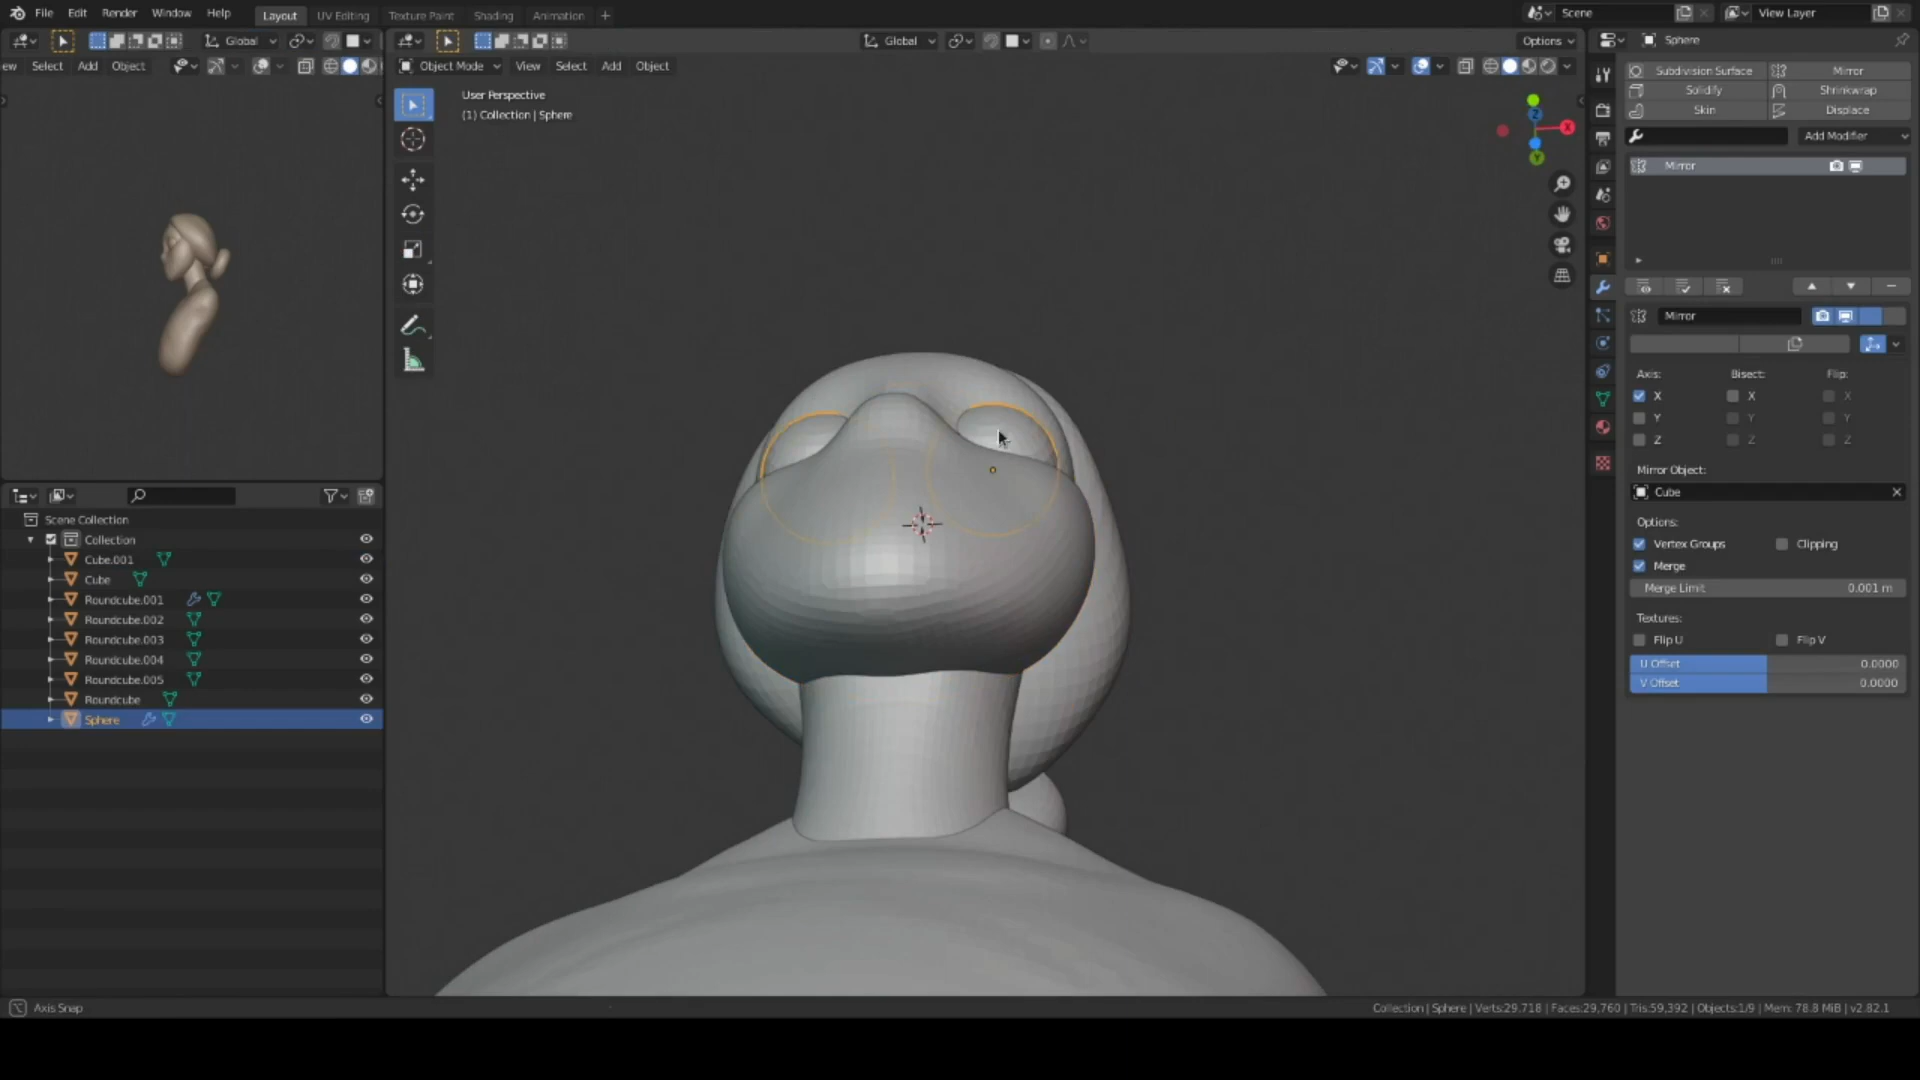 File Edit Render Window Help
Layout UV Editing Texture Paint Shading Animation +
Scene
View Layer
Global
ew Select Add Object
Global
Options
Object Mode View Select Add Object
User Perspective
(1) Collection | Sphere
Z
X
Y
Sphere
Subdivision Surface Mirror
Solidify Shrinkwrap
Skin Displace
Add Modifier
Mirror
Mirror
Axis: Bisect: Flip:
X X X
Y Y Y
Z Z Z
Mirror Object:
Cube
Options:
Vertex Groups Clipping
Merge
Merge Limit 0.001 m
Textures:
Flip U Flip V
U Offset 0.0000
V Offset 0.0000
Scene Collection
Collection
Cube.001
Cube
Roundcube.001
Roundcube.002
Roundcube.003
Roundcube.004
Roundcube.005
Roundcube
Sphere
Axis Snap
Collection | Sphere | Verts:29,718 | Faces:29,760 | Tris:59,392 | Objects:1/9 | Mem: 78.8 MiB | v2.82.1